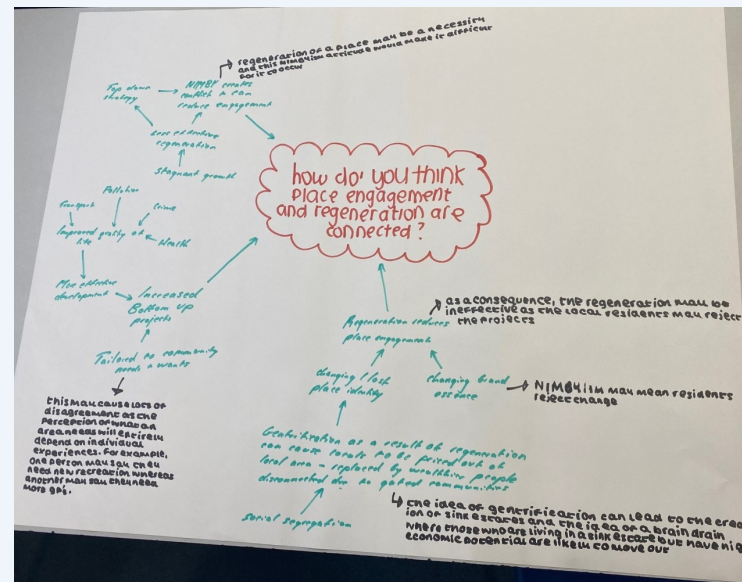 regeneration of a place may be a necessity
and this NIMBYism attitude would make it difficult
for it to occur
Top down
strategy
NIMBY creates
conflict & can
reduce engagement
Less effective
regeneration
Stagnant growth
how do you think
place engagement
and regeneration are
connected?
Pollution
Transport
Crime
Improved quality of
life
Health
More effective
development
Increased
Bottom up
projects
Tailored to community
needs & wants
this may cause lots of
disagreement as the
perception of what an
area needs will entirely
depend on individual
experiences. For example,
one person may say they
need new recreation whereas
another may say they need
more GPs.
as a consequence, the regeneration may be
ineffective as the local residents may reject
the projects
Regeneration reduces
place engagement
changing / lost
place identity
changing brand
essence
NIMBYism may mean residents
reject change
Gentrification as a result of regeneration
can cause locals to be priced out of
local area - replaced by wealthier people
disconnected due to gated communities
social segregation
the idea of gentrification can lead to the creat
ion of sink estates and the idea of a brain drain
where those who are living in a sink estate but have hig
economic potential are likely to move out